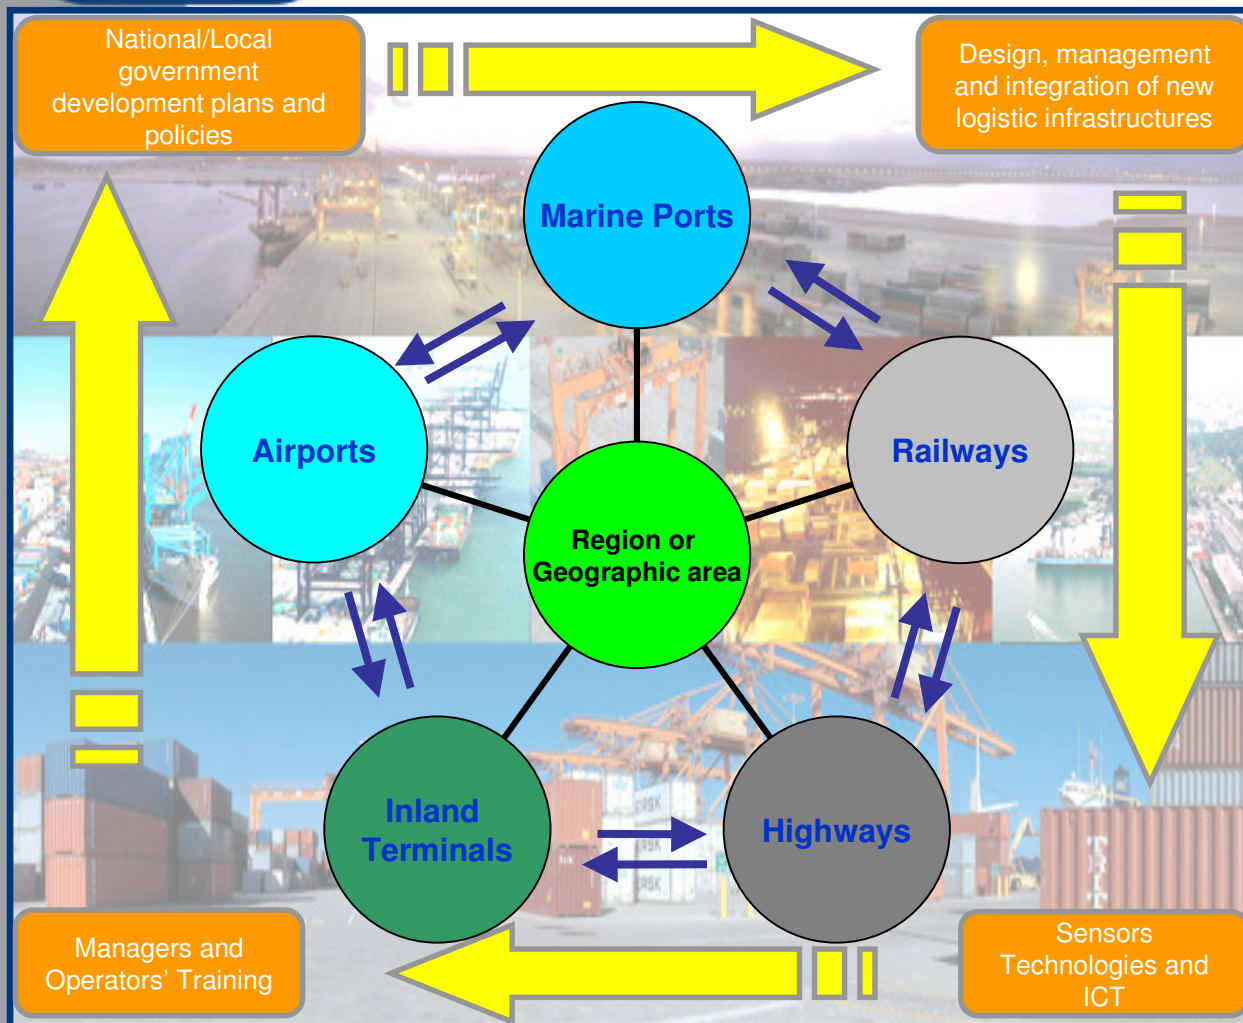 National/Local
government
development plans and
policies
Design, management
and integration of new
logistic infrastructures
Marine Ports
Airports
Railways
Region or
Geographic area
Inland
Terminals
Highways
Managers and
Operators’ Training
Sensors
Technologies and
ICT